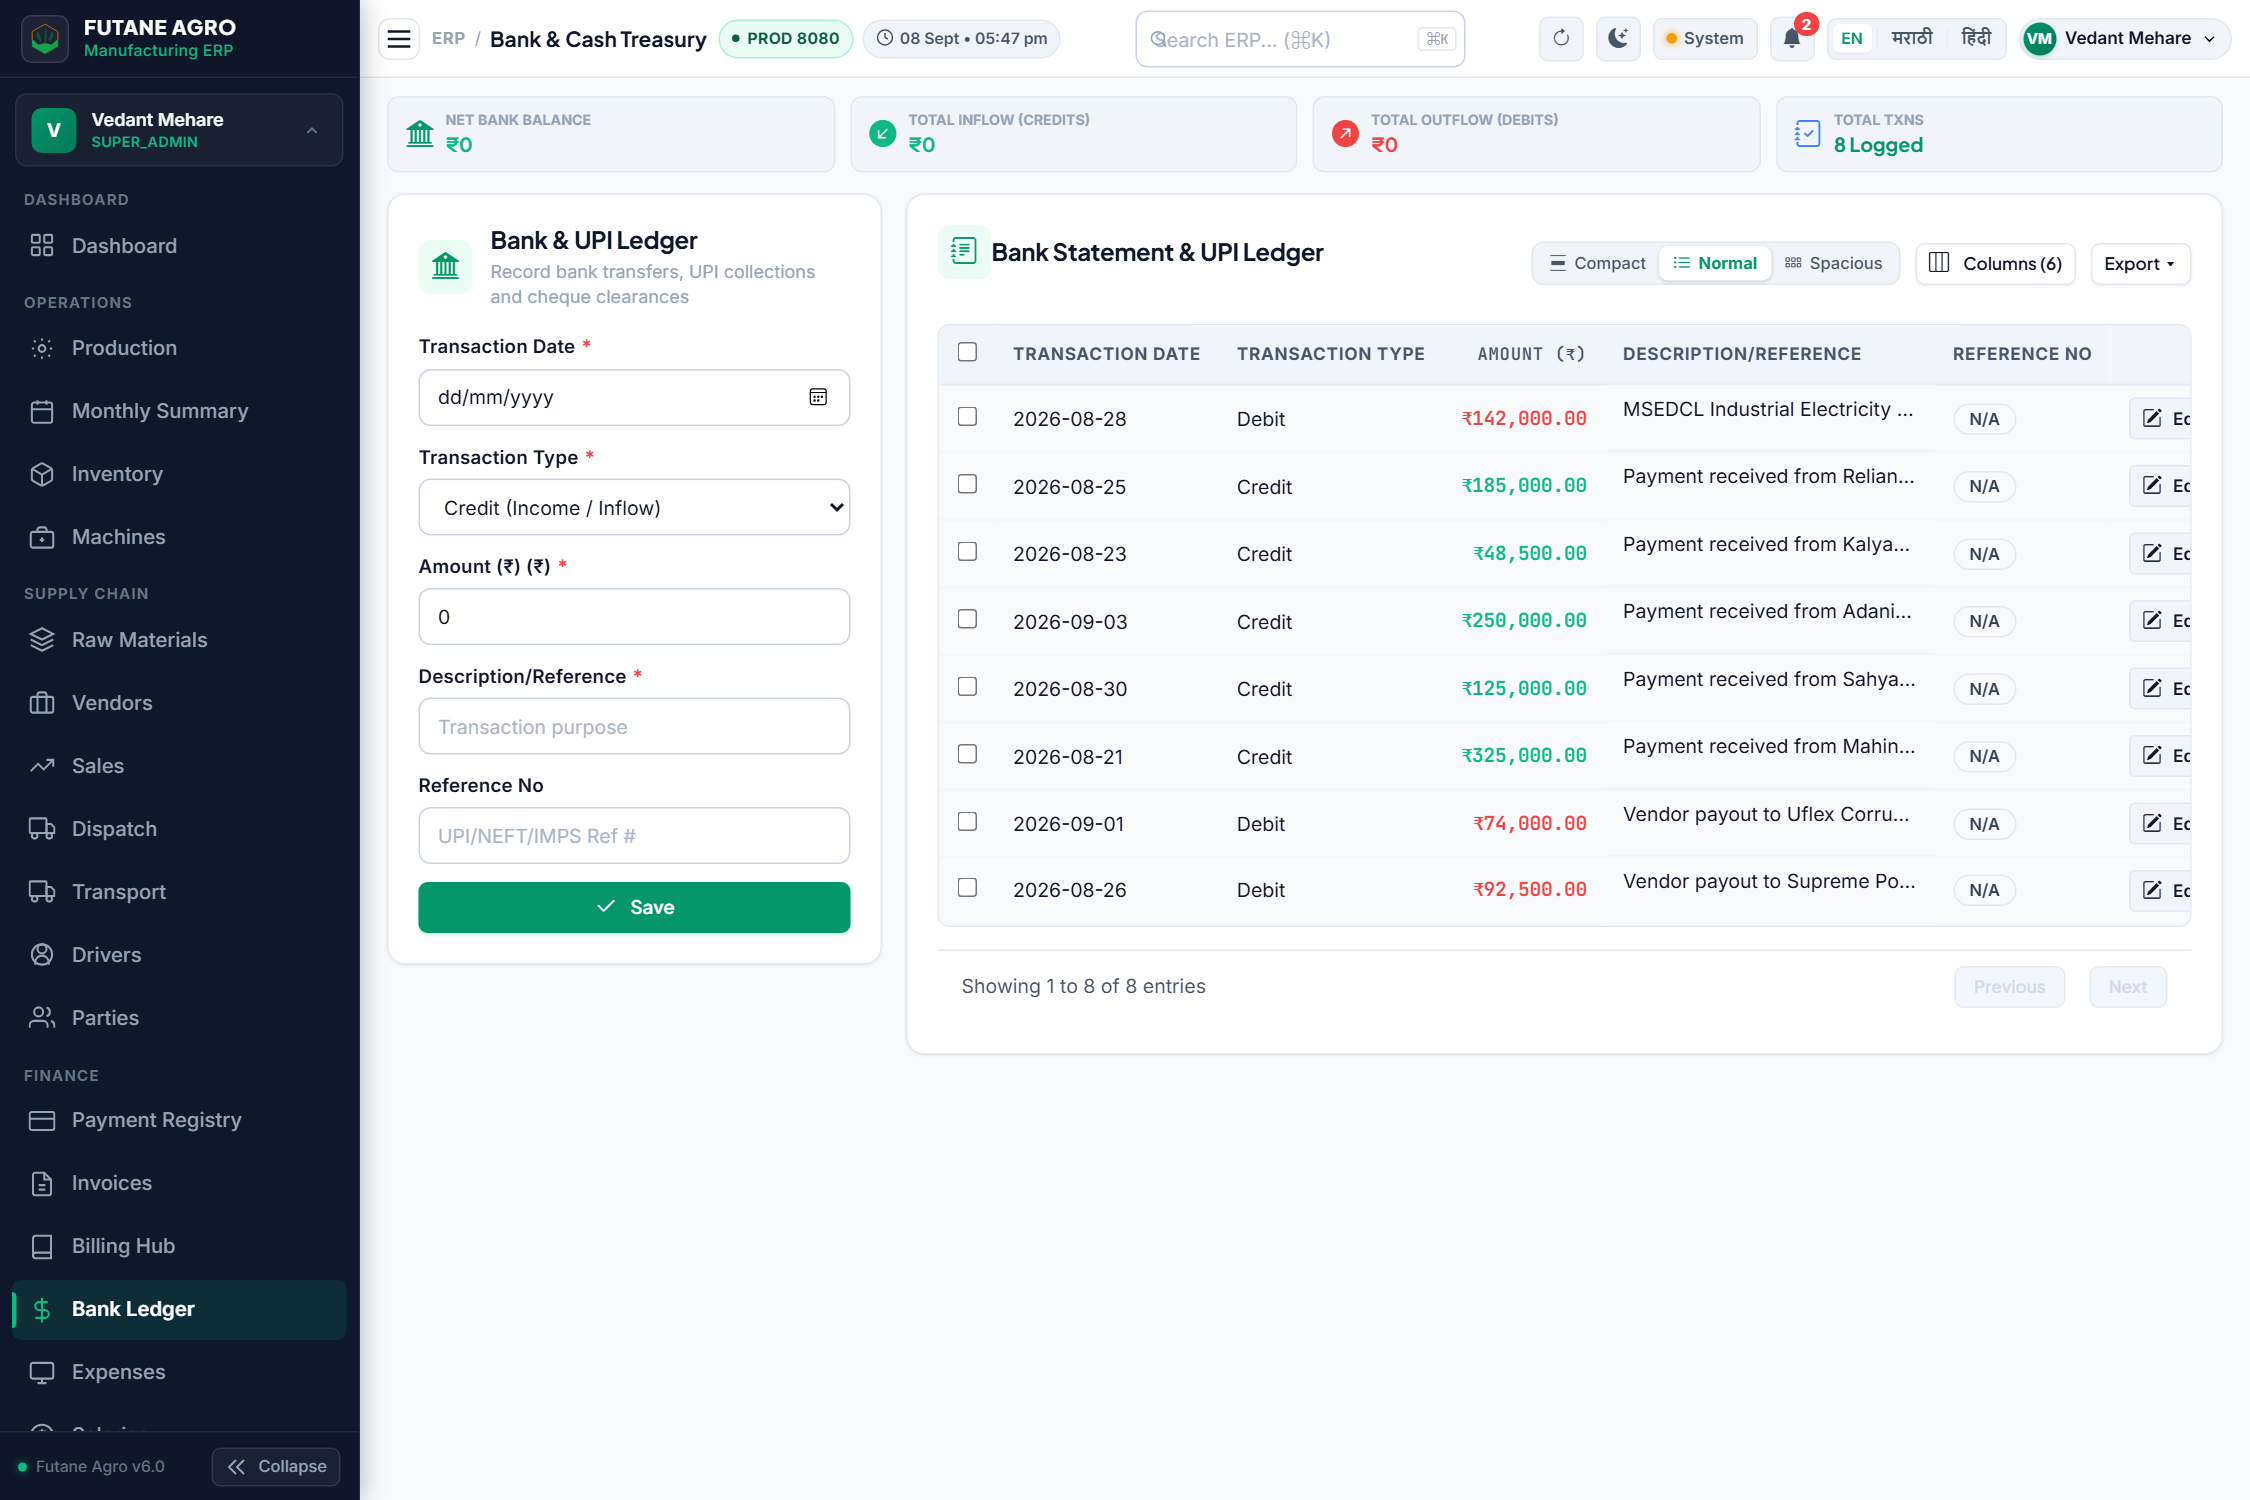 FUTANE AGRO
Manufacturing ERP
V
Vedant Mehare
SUPER_ADMIN
DASHBOARD
Dashboard
OPERATIONS
Production
Monthly Summary
Inventory
Machines
SUPPLY CHAIN
Raw Materials
Vendors
Sales
Dispatch
Transport
Drivers
Parties
FINANCE
Payment Registry
Invoices
Billing Hub
Bank Ledger
Expenses
Futane Agro v6.0
Collapse
ERP / Bank & Cash Treasury
PROD 8080
08 Sept • 05:47 pm
Search ERP... (⌘K)
⌘K
System
2
EN
मराठी
हिंदी
VM
Vedant Mehare
NET BANK BALANCE
₹0
TOTAL INFLOW (CREDITS)
₹0
TOTAL OUTFLOW (DEBITS)
₹0
TOTAL TXNS
8 Logged
Bank & UPI Ledger
Record bank transfers, UPI collections
and cheque clearances
Transaction Date *
dd/mm/yyyy
Transaction Type *
Credit (Income / Inflow)
Amount (₹) (₹) *
0
Description/Reference *
Transaction purpose
Reference No
UPI/NEFT/IMPS Ref #
Save
Bank Statement & UPI Ledger
Compact
Normal
Spacious
Columns (6)
Export
TRANSACTION DATE TRANSACTION TYPE AMOUNT (₹) DESCRIPTION/REFERENCE REFERENCE NO
2026-08-28 Debit ₹142,000.00 MSEDCL Industrial Electricity ... N/A Ed
2026-08-25 Credit ₹185,000.00 Payment received from Relian... N/A Ed
2026-08-23 Credit ₹48,500.00 Payment received from Kalya... N/A Ed
2026-09-03 Credit ₹250,000.00 Payment received from Adani... N/A Ed
2026-08-30 Credit ₹125,000.00 Payment received from Sahya... N/A Ed
2026-08-21 Credit ₹325,000.00 Payment received from Mahin... N/A Ed
2026-09-01 Debit ₹74,000.00 Vendor payout to Uflex Corru... N/A Ed
2026-08-26 Debit ₹92,500.00 Vendor payout to Supreme Po... N/A Ed
Showing 1 to 8 of 8 entries
Previous
Next